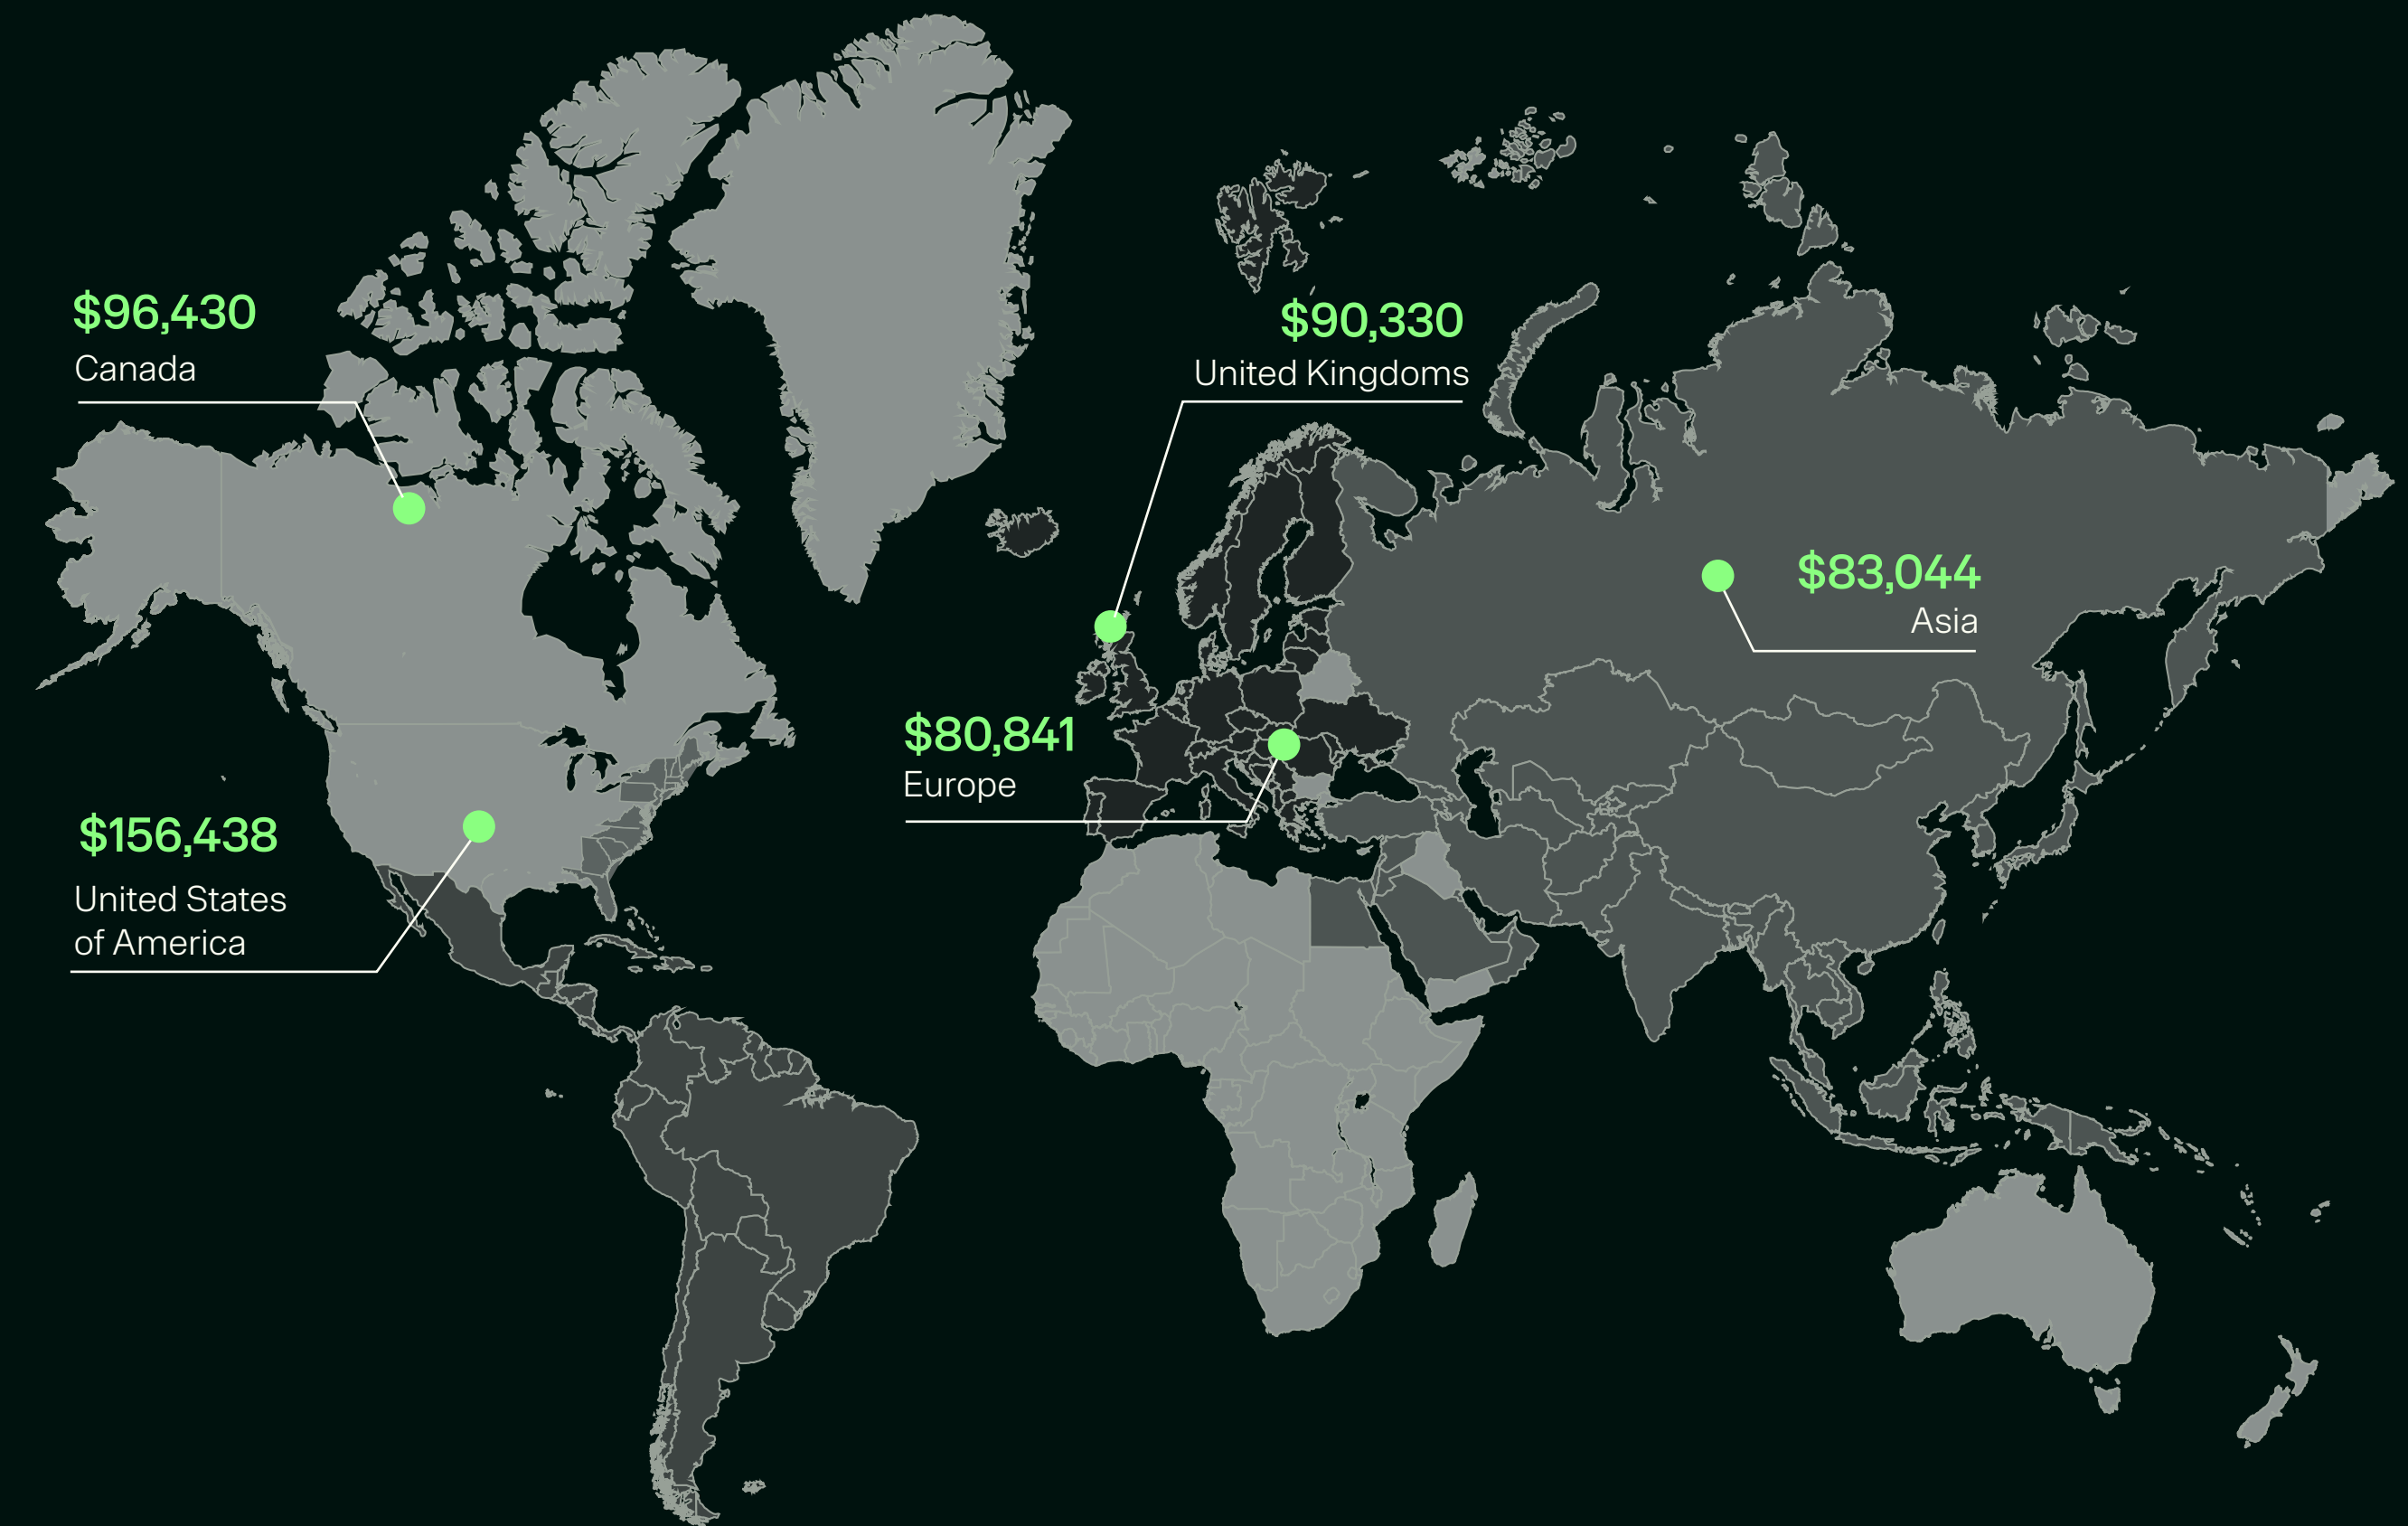 $96,430
Canada
$90,330
United Kingdoms
$83,044
Asia
$80,841
Europe
$156,438
United States
of America